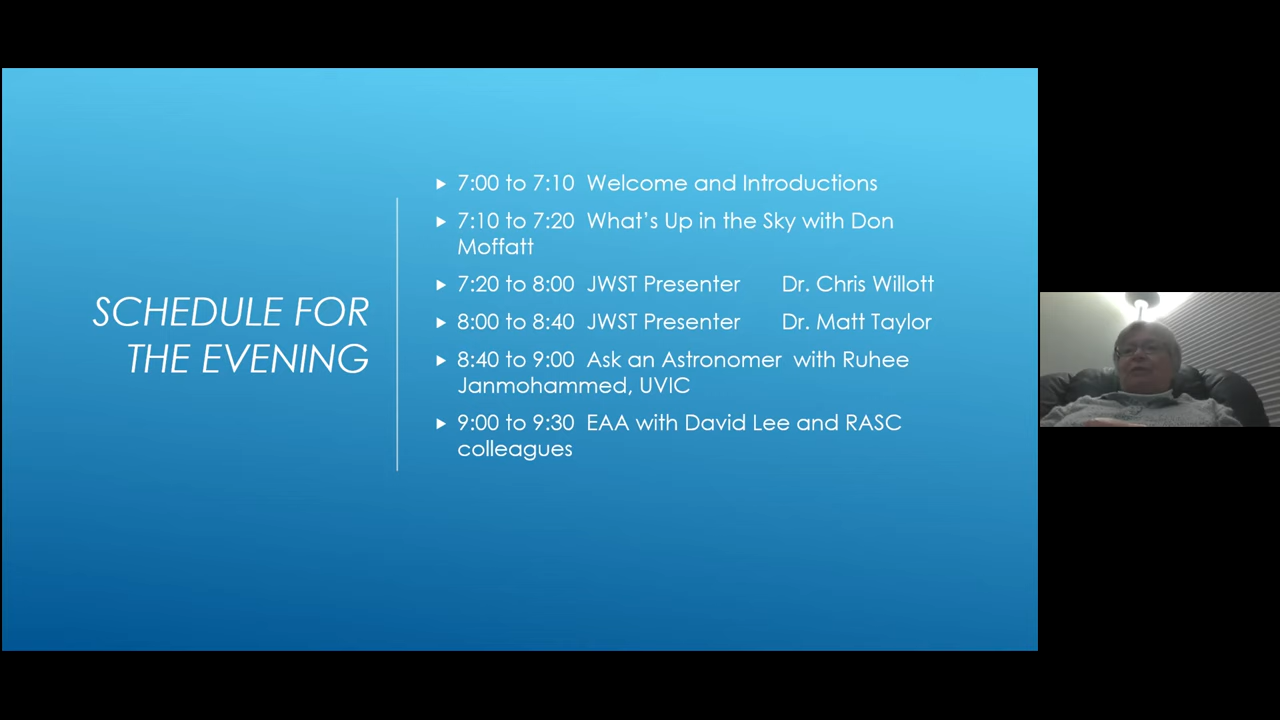 SCHEDULE FOR
THE EVENING
7:00 to 7:10 Welcome and Introductions
7:10 to 7:20 What's Up in the Sky with Don
Moffatt
7:20 to 8:00 JWST Presenter Dr. Chris Willott
8:00 to 8:40 JWST Presenter Dr. Matt Taylor
8:40 to 9:00 Ask an Astronomer with Ruhee
Janmohammed, UVIC
9:00 to 9:30 EAA with David Lee and RASC
colleagues